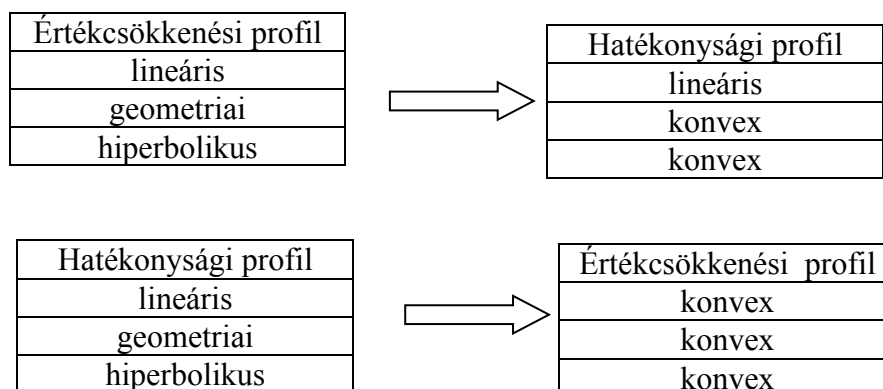 Értékcsökkenési profil
lineáris
geometriai
hiperbolikus
Hatékonysági profil
lineáris
konvex
konvex
Hatékonysági profil
lineáris
geometriai
hiperbolikus
Értékcsökkenési profil
konvex
konvex
konvex